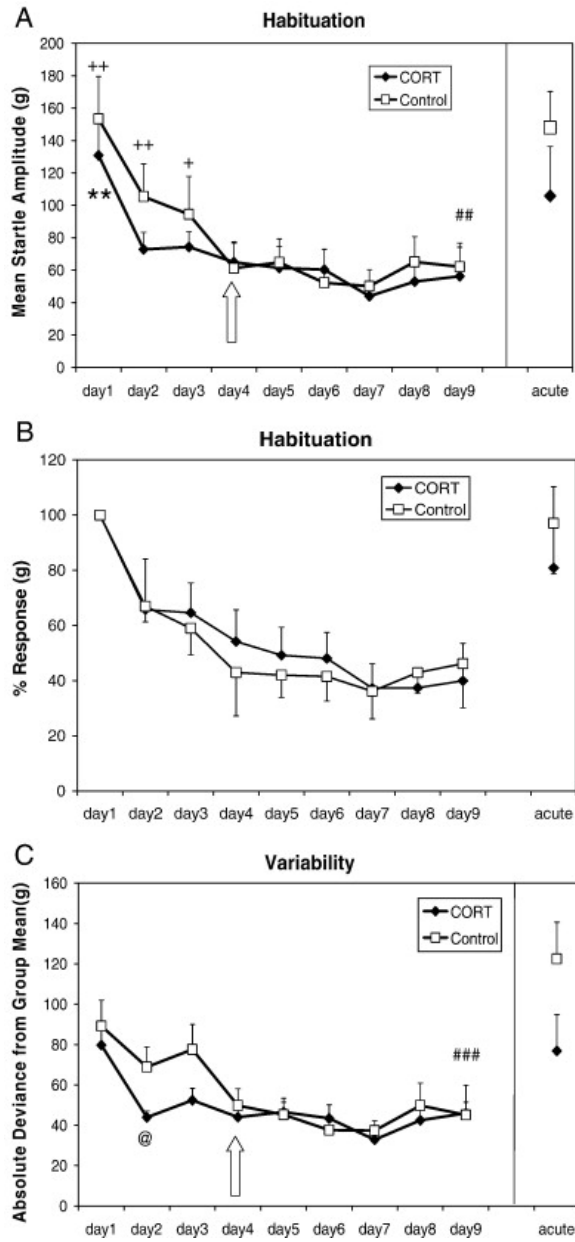 A
Habituation
Mean Startle Amplitude (g)
200
180
160
140
120
100
80
60
40
20
0
++
++
+
**
##
CORT
Control
day1 day2 day3 day4 day5 day6 day7 day8 day9 acute
B
Habituation
% Response (g)
120
100
80
60
40
20
0
CORT
Control
day1 day2 day3 day4 day5 day6 day7 day8 day9 acute
C
Variability
Absolute Deviance from Group Mean(g)
160
140
120
100
80
60
40
20
0
CORT
Control
###
@
day1 day2 day3 day4 day5 day6 day7 day8 day9 acute